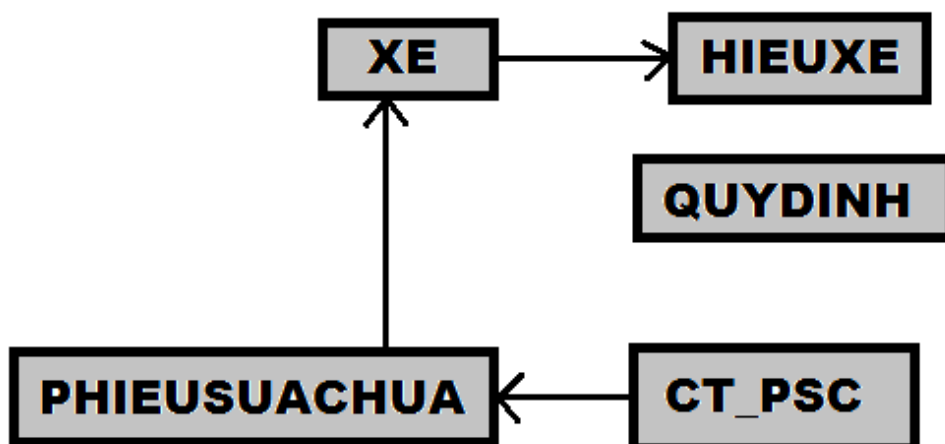 XE
HIEUXE
QUYDINH
PHIEUSUACHUA
CT_PSC